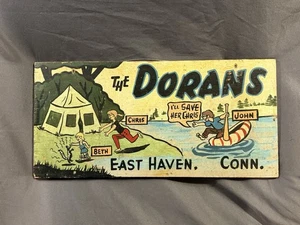 THE DORANS
I'LL SAVE
HER CHRIS
JOHN
CHRIS
BETH
EAST HAVEN. CONN.